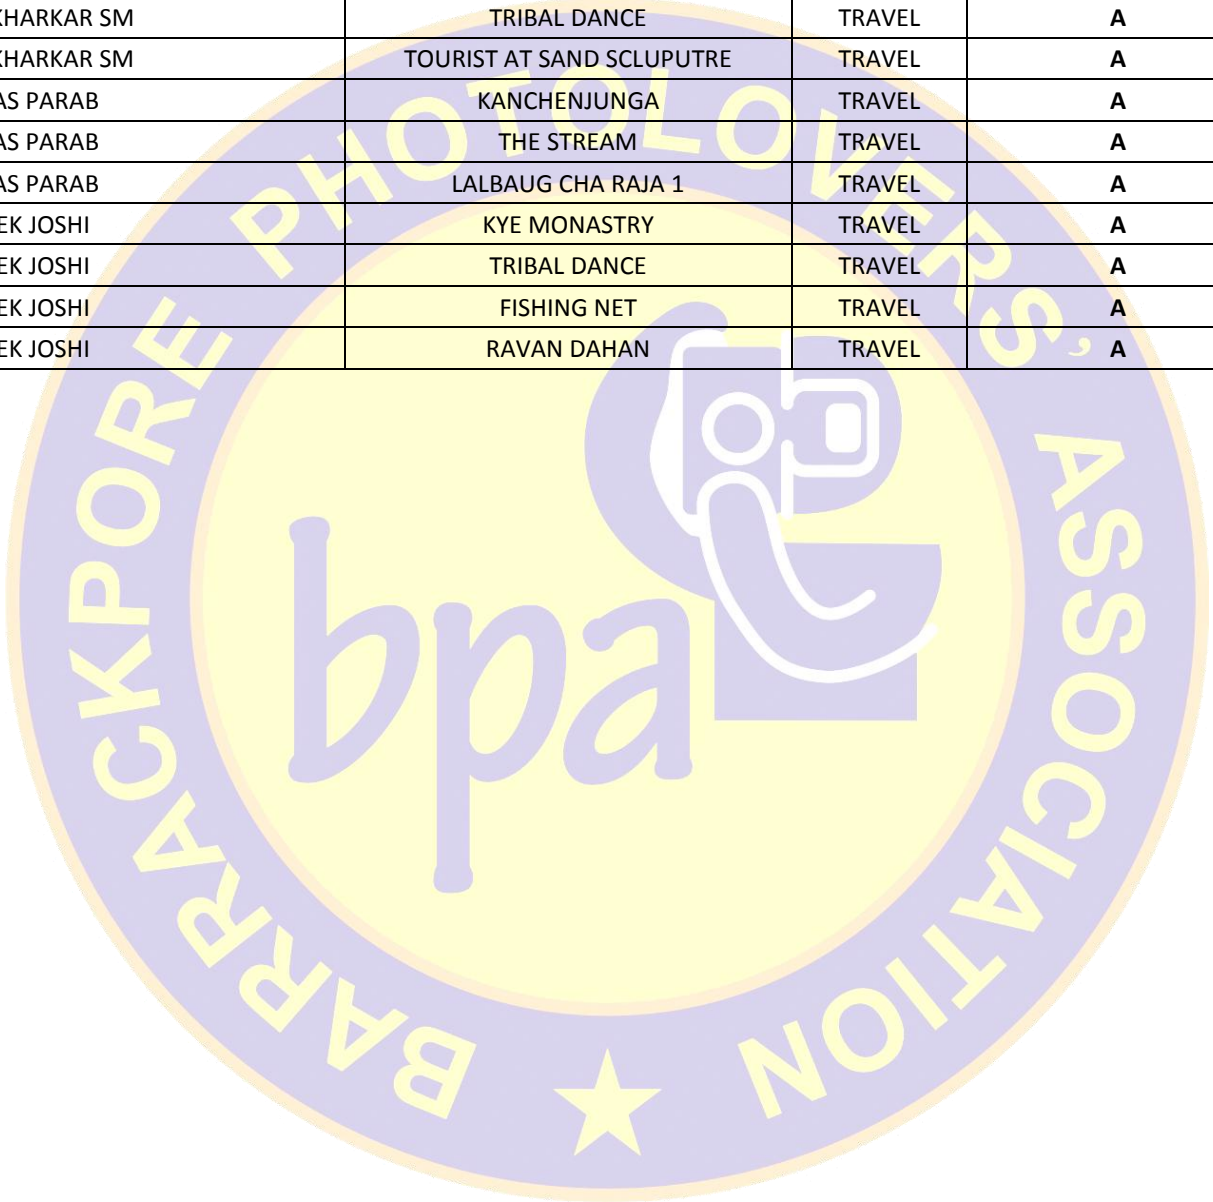 KHARKAR SM TRIBAL DANCE TRAVEL A
KHARKAR SM TOURIST AT SAND SCLUPUTRE TRAVEL A
AS PARAB KANCHENJUNGA TRAVEL A
AS PARAB THE STREAM TRAVEL A
AS PARAB LALBAUG CHA RAJA 1 TRAVEL A
EK JOSHI KYE MONASTRY TRAVEL A
EK JOSHI TRIBAL DANCE TRAVEL A
EK JOSHI FISHING NET TRAVEL A
EK JOSHI RAVAN DAHAN TRAVEL A
BARRACKPORE PHOTOLOVERS' ASSOCIATION
bpa